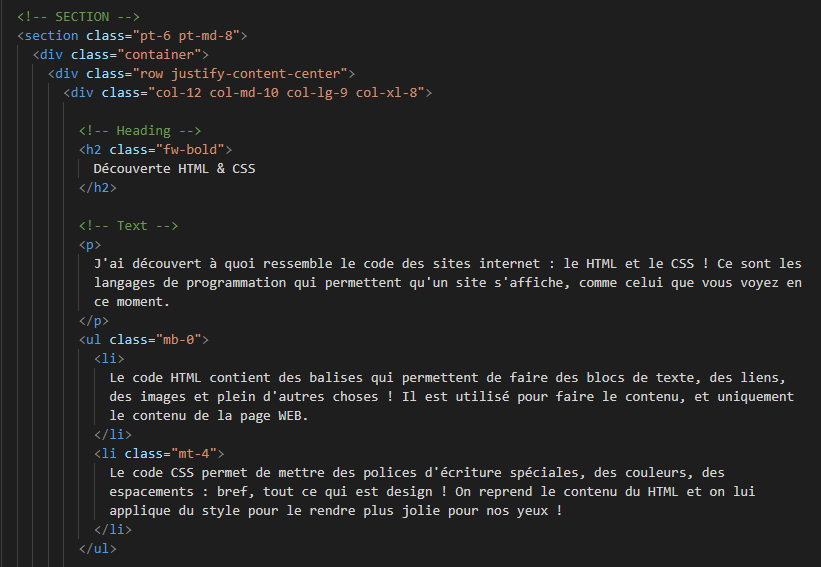 <!-- SECTION -->
<section class="pt-6 pt-md-8">
<div class="container">
<div class="row justify-content-center">
<div class="col-12 col-md-10 col-lg-9 col-xl-8">
<!-- Heading -->
<h2 class="fw-bold">
Découverte HTML & CSS
</h2>
<!-- Text -->
<p>
J'ai découvert à quoi ressemble le code des sites internet : le HTML et le CSS ! Ce sont les
langages de programmation qui permettent qu'un site s'affiche, comme celui que vous voyez en
ce moment.
</p>
<ul class="mb-0">
<li>
Le code HTML contient des balises qui permettent de faire des blocs de texte, des liens,
des images et plein d'autres choses ! Il est utilisé pour faire le contenu, et uniquement
le contenu de la page WEB.
</li>
<li class="mt-4">
Le code CSS permet de mettre des polices d'écriture spéciales, des couleurs, des
espacements : bref, tout ce qui est design ! On reprend le contenu du HTML et on lui
applique du style pour le rendre plus jolie pour nos yeux !
</li>
</ul>